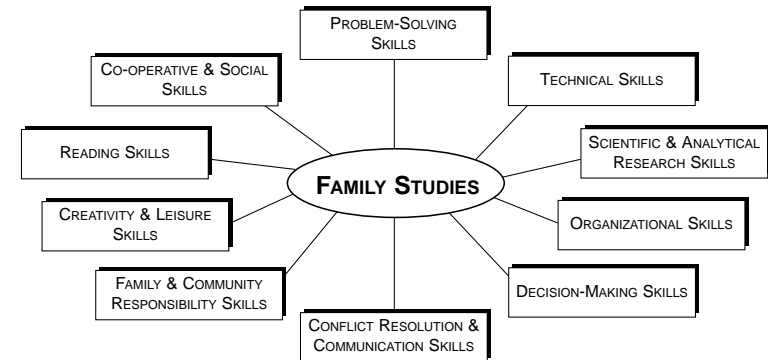 PROBLEM-SOLVING
SKILLS
CO-OPERATIVE & SOCIAL
SKILLS
TECHNICAL SKILLS
READING SKILLS
SCIENTIFIC & ANALYTICAL
RESEARCH SKILLS
FAMILY STUDIES
CREATIVITY & LEISURE
SKILLS
ORGANIZATIONAL SKILLS
FAMILY & COMMUNITY
RESPONSIBILITY SKILLS
DECISION-MAKING SKILLS
CONFLICT RESOLUTION &
COMMUNICATION SKILLS